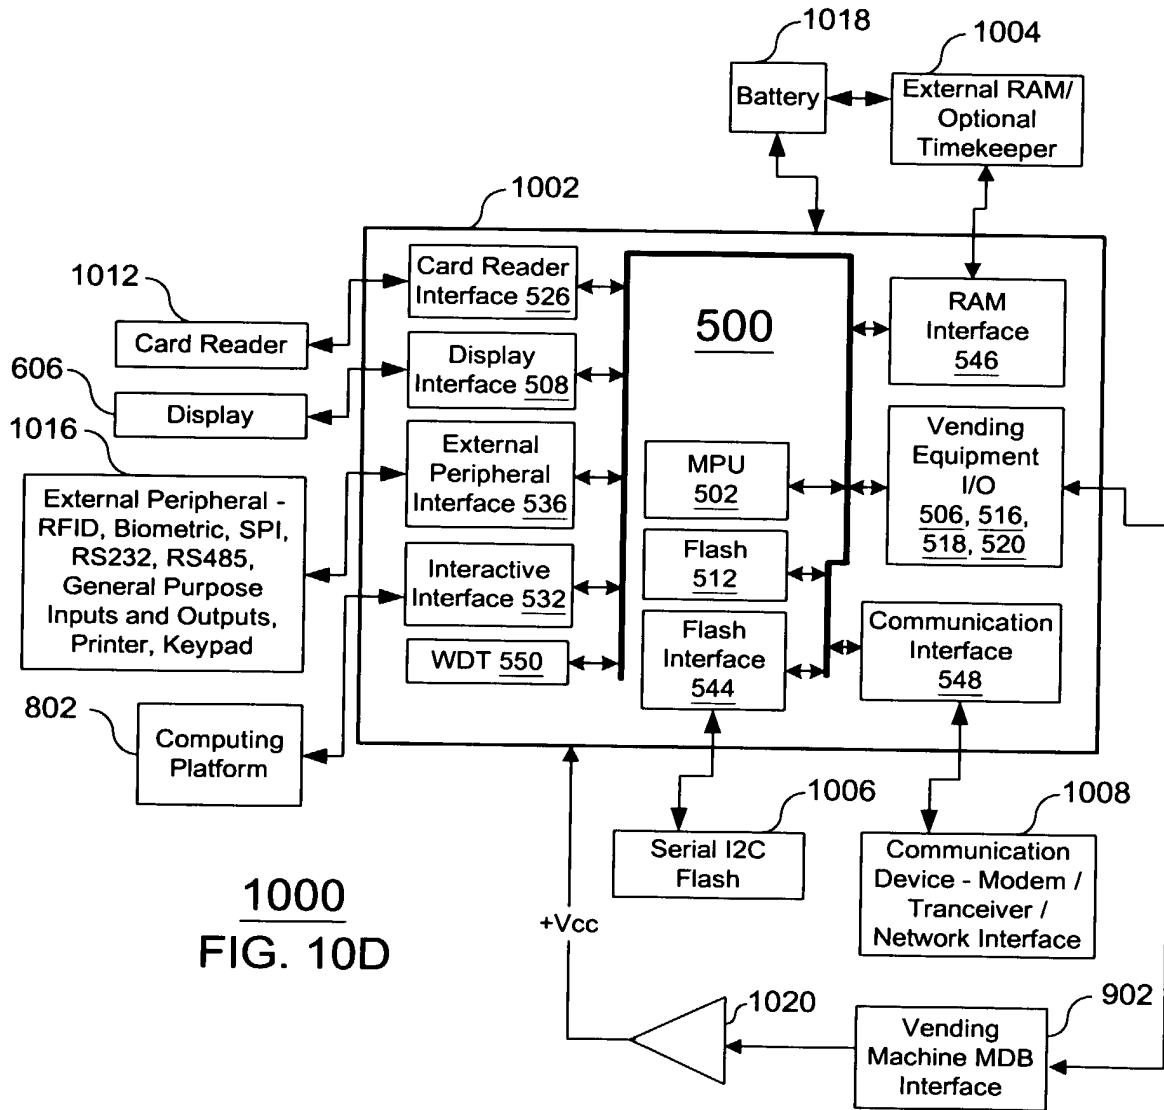 1018
1004
Battery
External RAM/
Optional
Timekeeper
1002
Card Reader
Interface 526
1012
Card Reader
500
RAM
Interface
546
Display
Interface 508
606
Display
1016
External Peripheral -
RFID, Biometric, SPI,
RS232, RS485,
General Purpose
Inputs and Outputs,
Printer, Keypad
External
Peripheral
Interface
536
MPU
502
Vending
Equipment
I/O
506, 516,
518, 520
Flash
512
Interactive
Interface 532
Flash
Interface
544
Communication
Interface
548
WDT 550
802
Computing
Platform
1006
Serial I2C
Flash
1008
Communication
Device - Modem /
Tranceiver /
Network Interface
1000
FIG. 10D
+Vcc
1020
902
Vending
Machine MDB
Interface